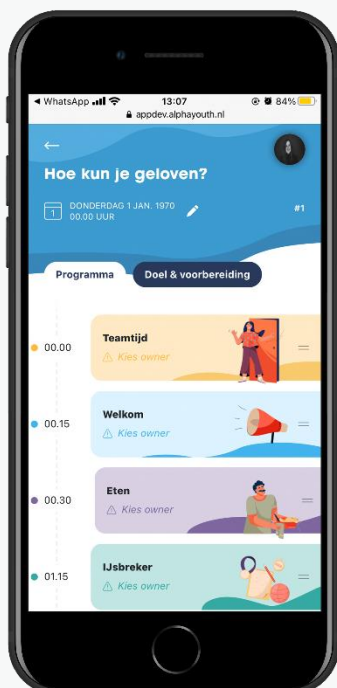 WhatsApp 13:07 84%
appdev.alphayouth.nl
Hoe kun je geloven?
1 DONDERDAG 1 JAN. 1970
00.00 UUR
#1
Programma Doel & voorbereiding
00.00 Teamtijd
Kies owner
00.15 Welkom
Kies owner
00.30 Eten
Kies owner
01.15 IJsbreker
Kies owner